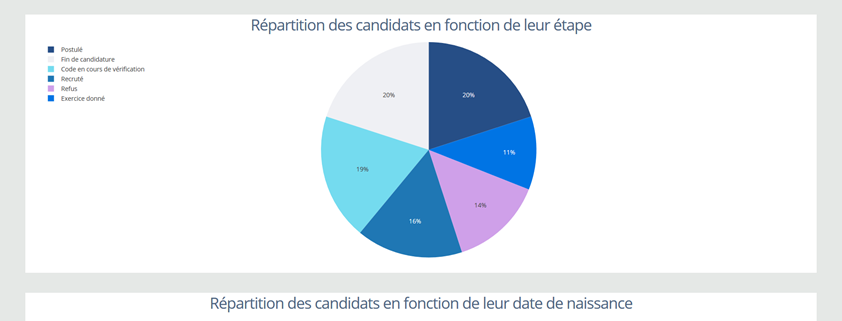 Répartition des candidats en fonction de leur étape
Postulé
Fin de candidature
Code en cours de vérification
Recruté
Refus
Exercice donné
20%
20%
11%
19%
14%
16%
Répartition des candidats en fonction de leur date de naissance